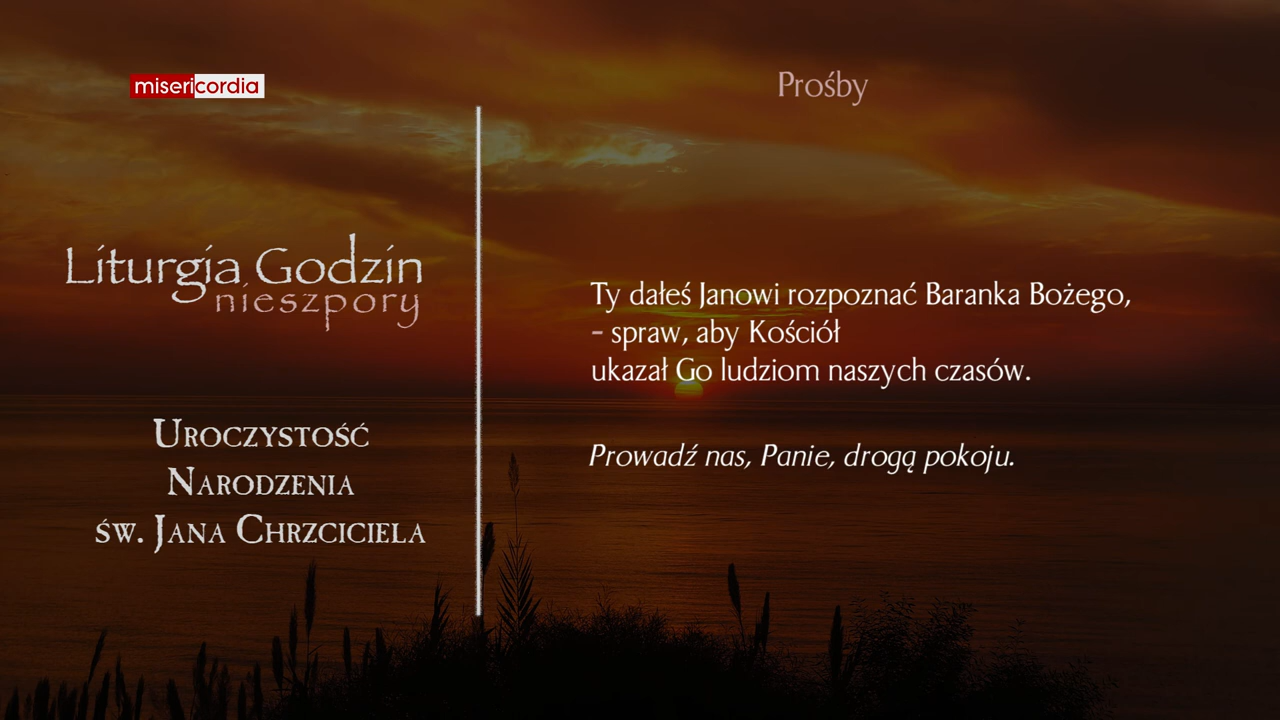 misericordia
Liturgia Godzin
nieszpory
Uroczystość
Narodzenia
św. Jana Chrzciciela
Prośby
Ty dałeś Janowi rozpoznać Baranka Bożego,
- spraw, aby Kościół
ukazał Go ludziom naszych czasów.
Prowadź nas, Panie, drogą pokoju.